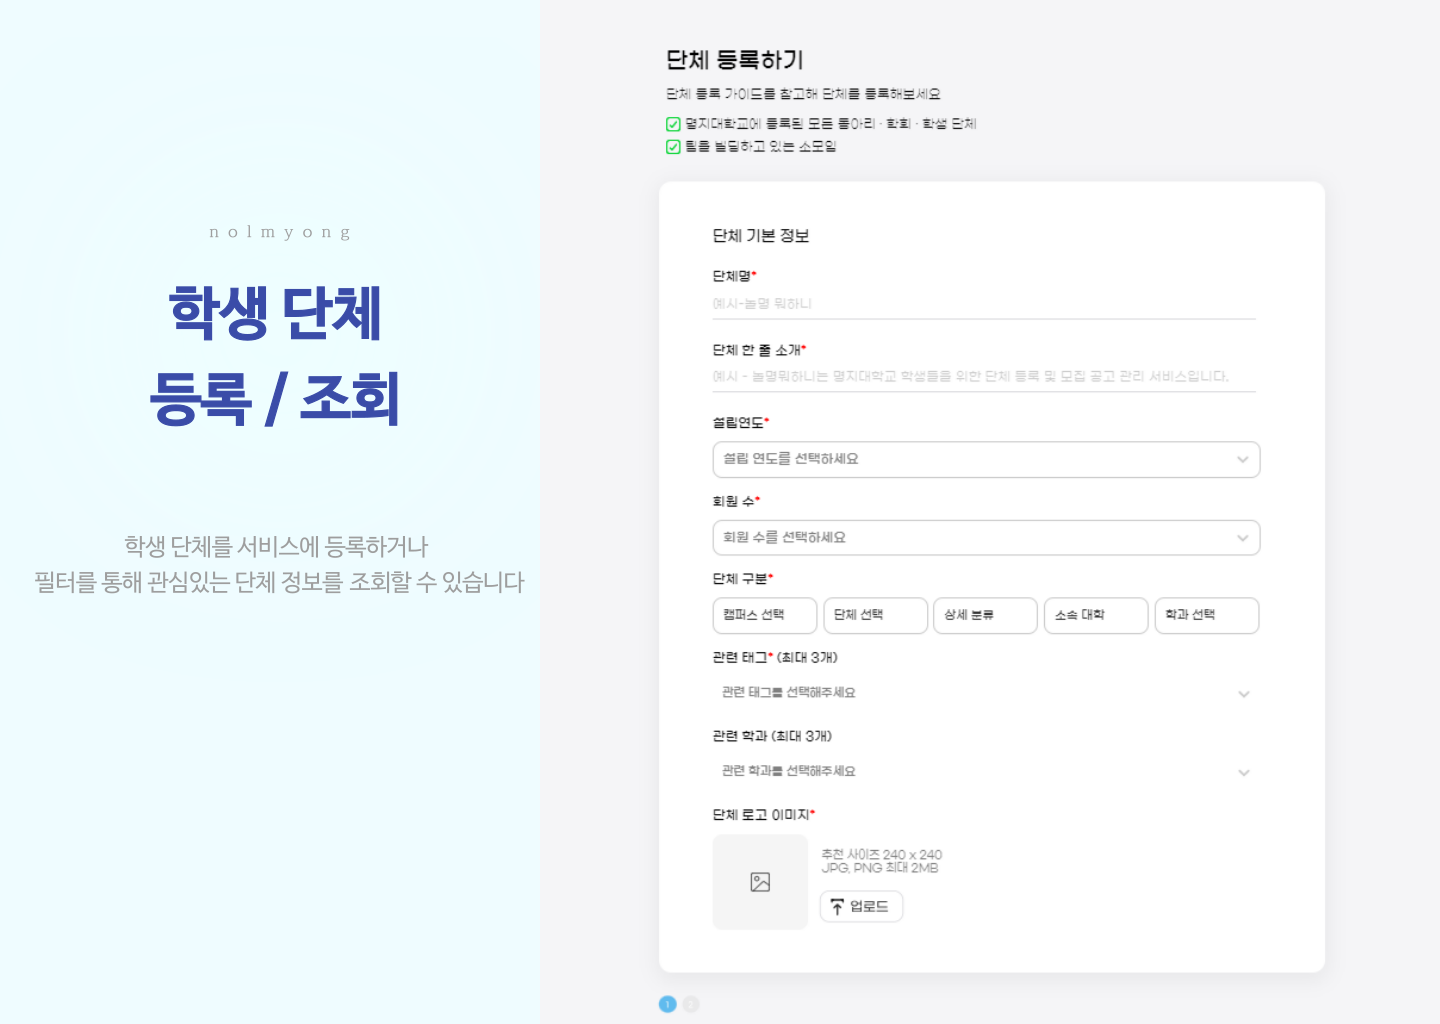 nolmyong
학생 단체
등록 / 조회
학생 단체를 서비스에 등록하거나
필터를 통해 관심있는 단체 정보를 조회할 수 있습니다
단체 등록하기
단체 등록 가이드를 참고해 단체를 등록해보세요
명지대학교에 등록된 모든 동아리 · 학회 · 학생 단체
팀을 빌딩하고 있는 소모임
단체 기본 정보
단체명*
예시-놀명 뭐하니
단체 한 줄 소개*
예시 - 놀명뭐하니는 명지대학교 학생들을 위한 단체 등록 및 모집 공고 관리 서비스입니다.
설립연도*
설립 연도를 선택하세요
회원 수*
회원 수를 선택하세요
단체 구분*
캠퍼스 선택 단체 선택 상세 분류 소속 대학 학과 선택
관련 태그* (최대 3개)
관련 태그를 선택해주세요
관련 학과 (최대 3개)
관련 학과를 선택해주세요
단체 로고 이미지*
추천 사이즈 240 x 240
JPG, PNG 최대 2MB
업로드
1 2